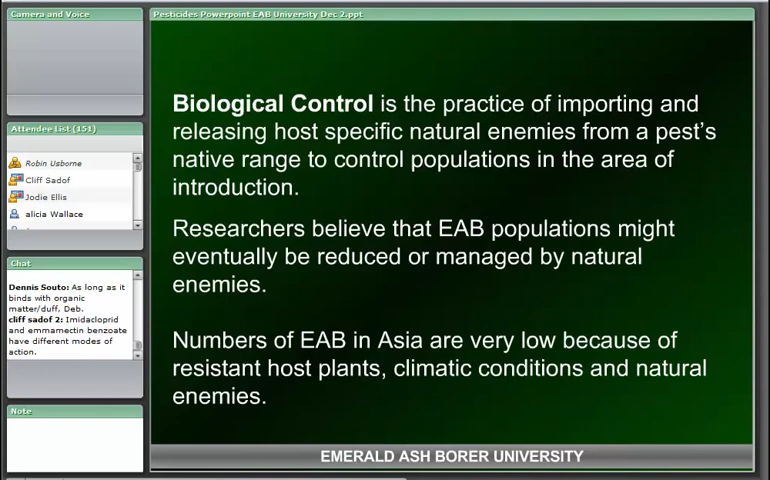 Camera and Voice
Attendee List (151)
Robin Usborne
Cliff Sadof
Jodie Ellis
alicia Wallace
Chat
Dennis Souto: As long as it
binds with organic
matter/duff, Deb.
cliff sadof 2: Imidacloprid
and emmamectin benzoate
have different modes of
action.
Note
Pesticides Powerpoint EAB University Dec 2.ppt
Biological Control is the practice of importing and
releasing host specific natural enemies from a pest's
native range to control populations in the area of
introduction.
Researchers believe that EAB populations might
eventually be reduced or managed by natural
enemies.
Numbers of EAB in Asia are very low because of
resistant host plants, climatic conditions and natural
enemies.
EMERALD ASH BORER UNIVERSITY